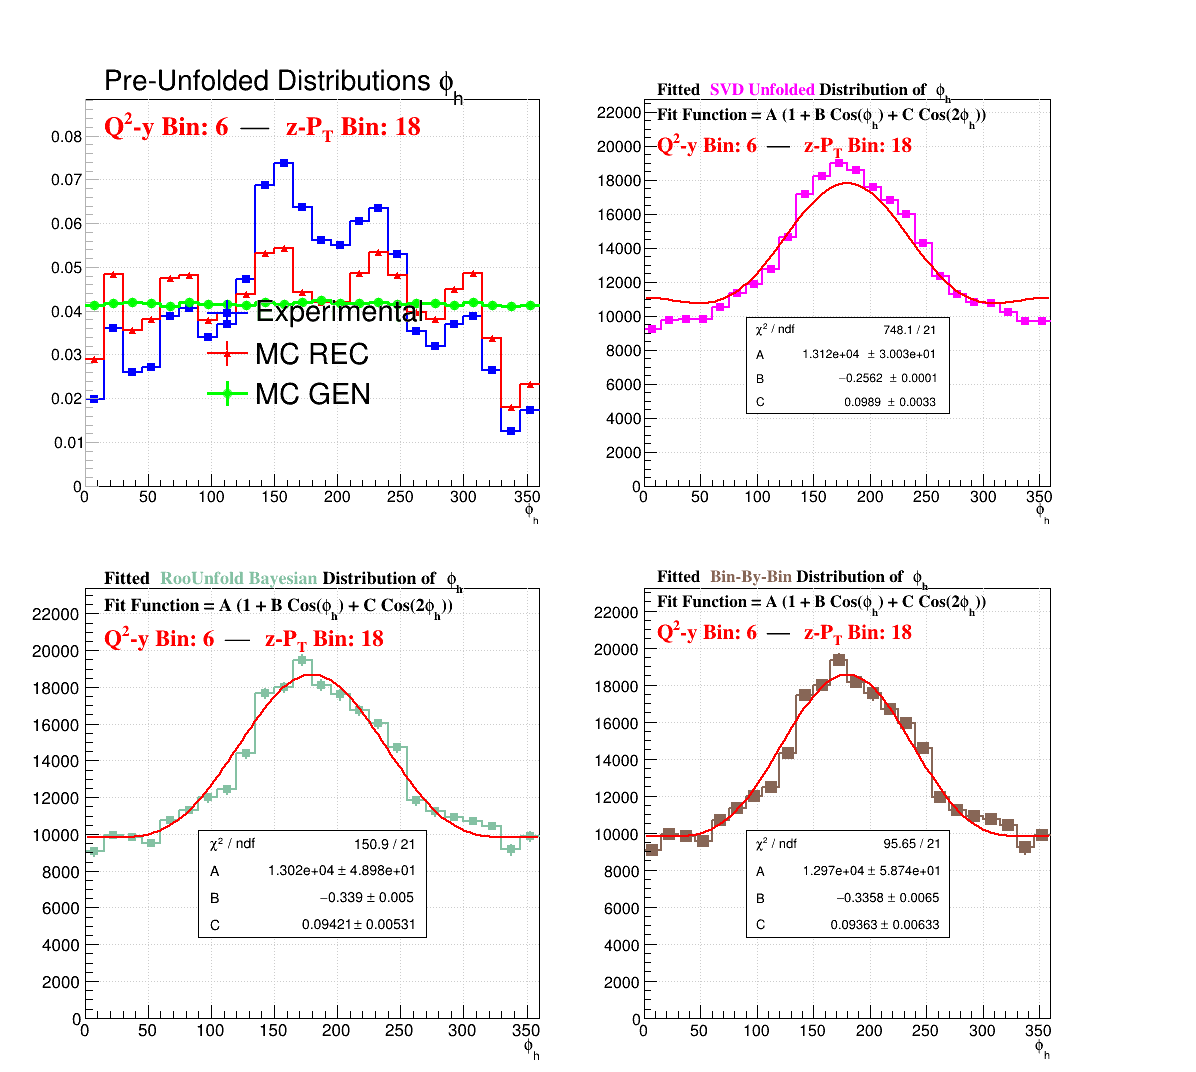 Pre-Unfolded Distributions ϕh
Q²-y Bin: 6 — z-PT Bin: 18
0.08
0.07
0.06
0.05
0.04
0.03
0.02
0.01
0
Experimental
MC REC
MC GEN
0 50 100 150 200 250 300 350
ϕh
Fitted SVD Unfolded Distribution of ϕh
Fit Function = A (1 + B Cos(ϕh) + C Cos(2ϕh))
Q²-y Bin: 6 — z-PT Bin: 18
22000
20000
18000
16000
14000
12000
10000
8000
6000
4000
2000
0
χ² / ndf 748.1 / 21
A 1.312e+04 ± 3.003e+01
B −0.2562 ± 0.0001
C 0.0989 ± 0.0033
0 50 100 150 200 250 300 350
ϕh
Fitted RooUnfold Bayesian Distribution of ϕh
Fit Function = A (1 + B Cos(ϕh) + C Cos(2ϕh))
Q²-y Bin: 6 — z-PT Bin: 18
22000
20000
18000
16000
14000
12000
10000
8000
6000
4000
2000
0
χ² / ndf 150.9 / 21
A 1.302e+04 ± 4.898e+01
B −0.339 ± 0.005
C 0.09421 ± 0.00531
0 50 100 150 200 250 300 350
ϕh
Fitted Bin-By-Bin Distribution of ϕh
Fit Function = A (1 + B Cos(ϕh) + C Cos(2ϕh))
Q²-y Bin: 6 — z-PT Bin: 18
22000
20000
18000
16000
14000
12000
10000
8000
6000
4000
2000
0
χ² / ndf 95.65 / 21
A 1.297e+04 ± 5.874e+01
B −0.3358 ± 0.0065
C 0.09363 ± 0.00633
0 50 100 150 200 250 300 350
ϕh